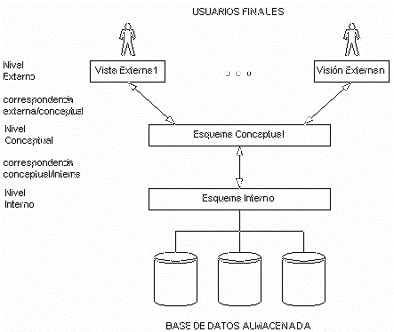 USUARIOS FINALES
Nivel
Externo
Vista Externa1
Visión Externan
correspondencia
externa/conceptual
Nivel
Conceptual
Esquema Conceptual
correspondencia
conceptual/interna
Nivel
Interno
Esquema Interno
BASE DE DATOS ALMACENADA